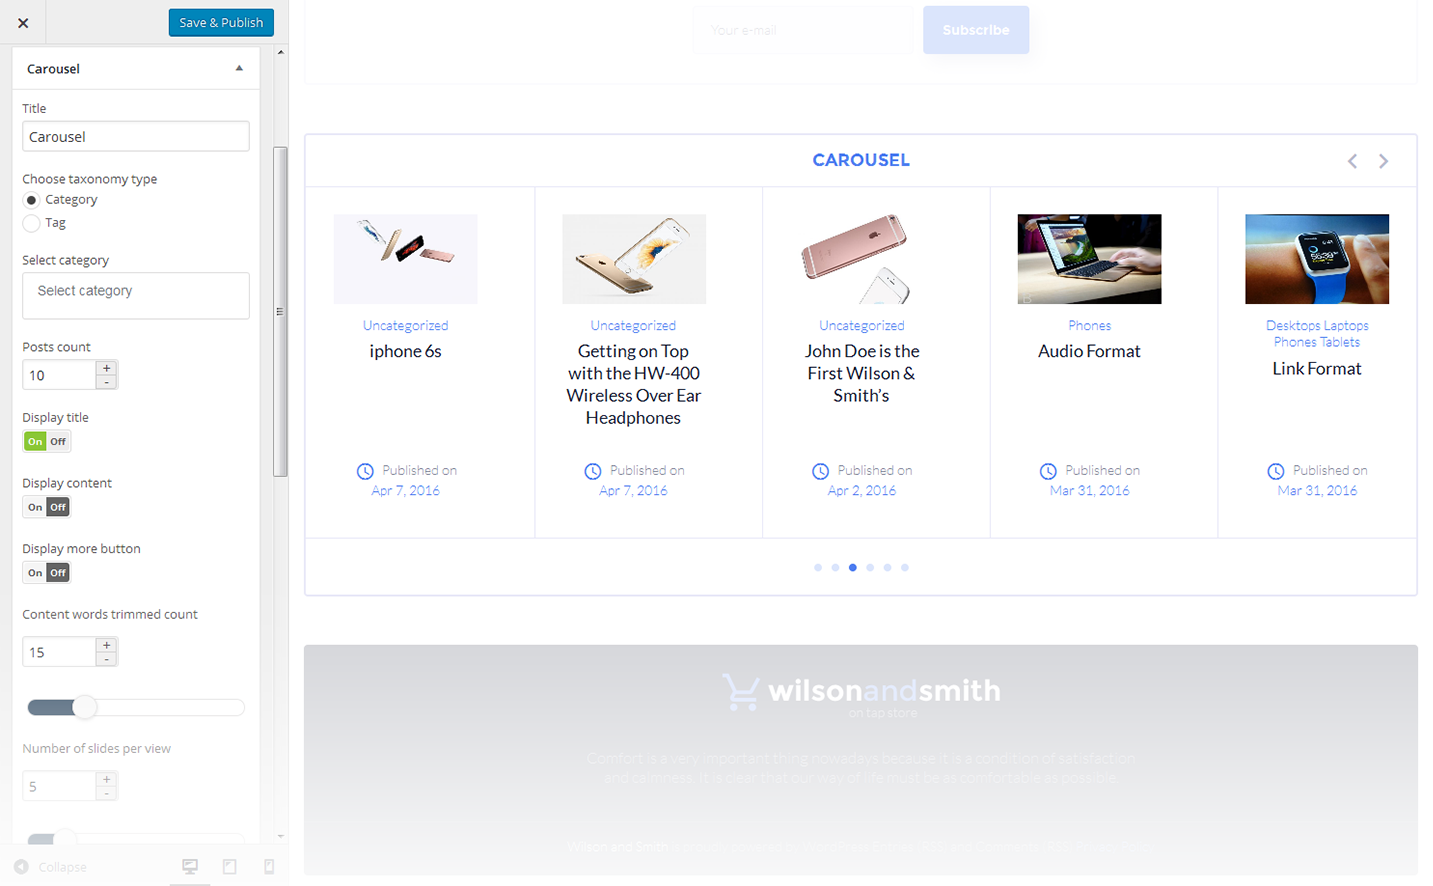 Save & Publish
Carousel
Title
Carousel
Choose taxonomy type
Category
Tag
Select category
Select category
Posts count
10
+
-
Display title
On Off
Display content
On Off
Display more button
On Off
Content words trimmed count
15
+
-
Number of slides per view
5
+
-
Collapse
Your e-mail
Subscribe
CAROUSEL
Uncategorized
iphone 6s
Published on
Apr 7, 2016
Uncategorized
Getting on Top
with the HW-400
Wireless Over Ear
Headphones
Published on
Apr 7, 2016
Uncategorized
John Doe is the
First Wilson &
Smith’s
Published on
Apr 2, 2016
Phones
Audio Format
Published on
Mar 31, 2016
Desktops Laptops
Phones Tablets
Link Format
Published on
Mar 31, 2016
wilsonandsmith
on tap store
Comfort is a very important thing nowadays because it is a condition of satisfaction
and calmness. It is clear that our way of life must be as comfortable as possible.
Wilson and Smith